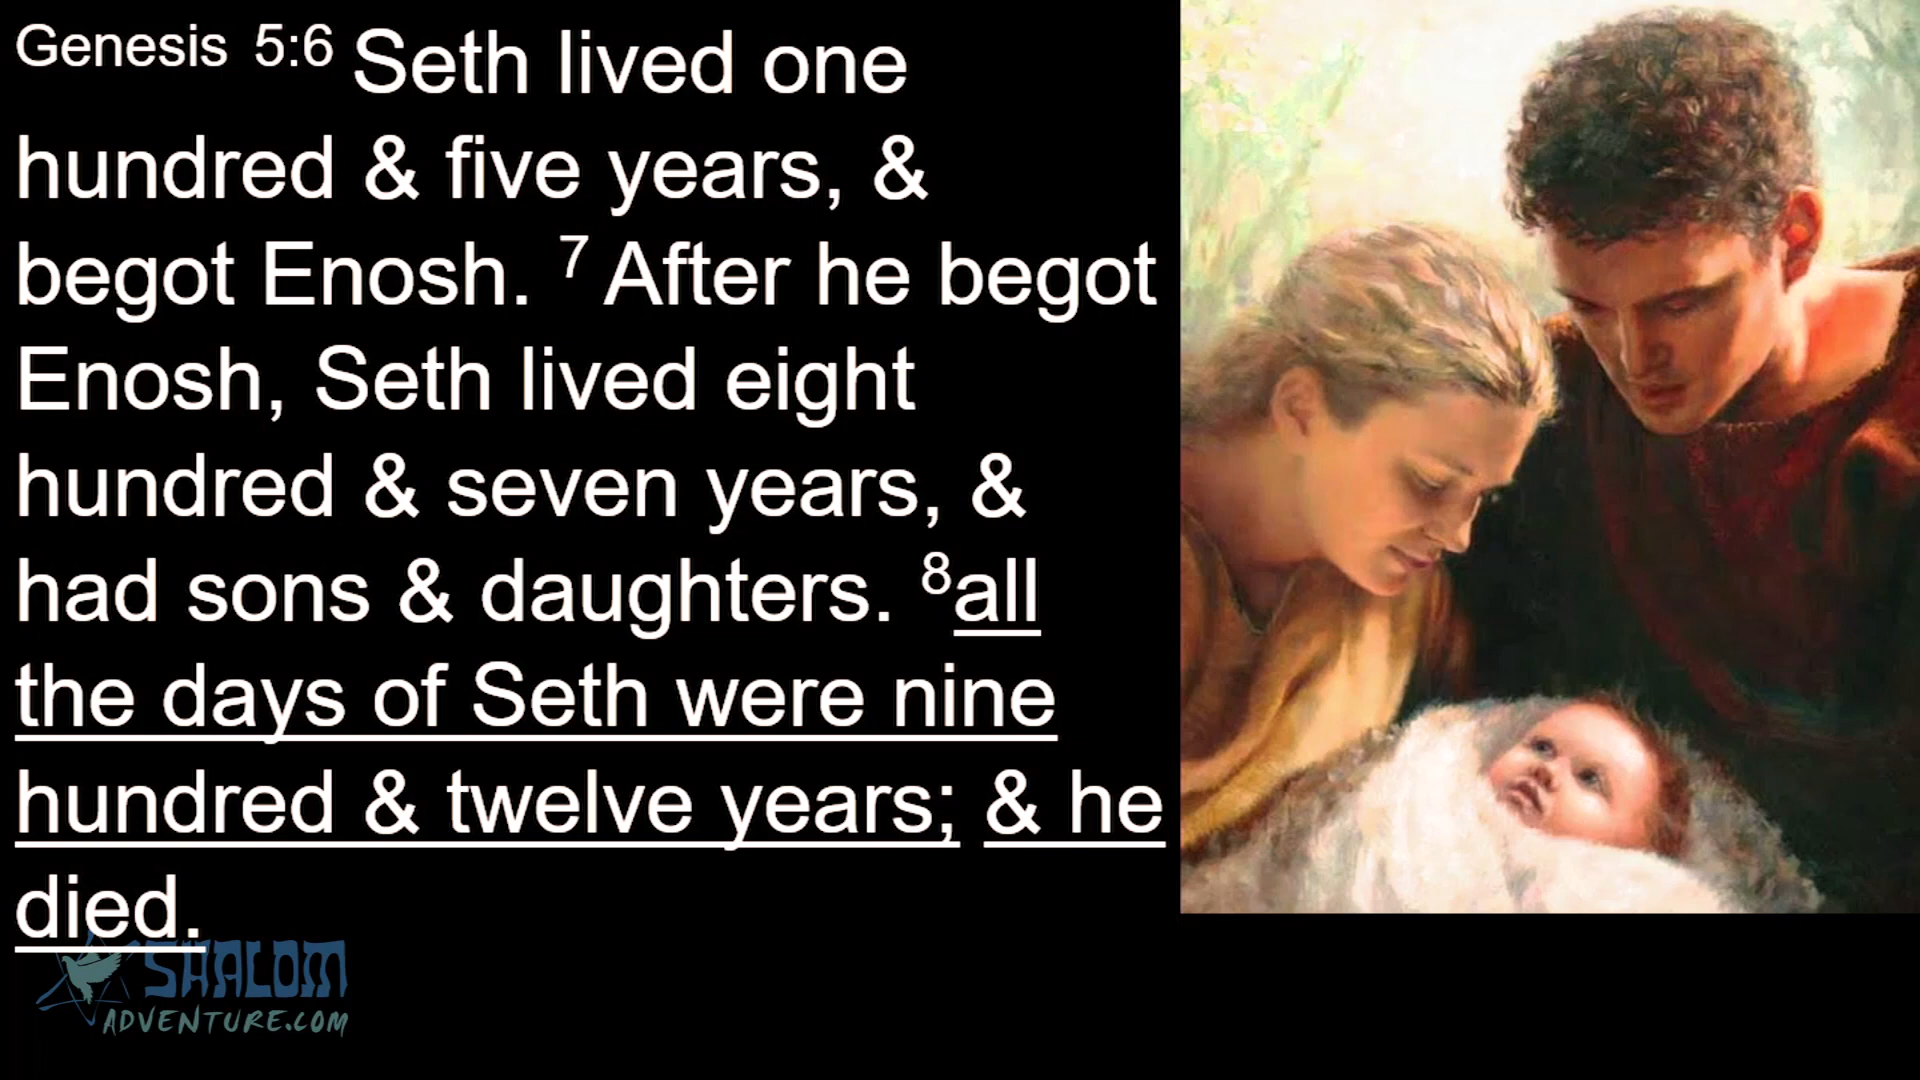 Genesis 5:6 Seth lived one
hundred & five years, &
begot Enosh. 7 After he begot
Enosh, Seth lived eight
hundred & seven years, &
had sons & daughters. 8all
the days of Seth were nine
hundred & twelve years; & he
died.
SHALOM
ADVENTURE.COM